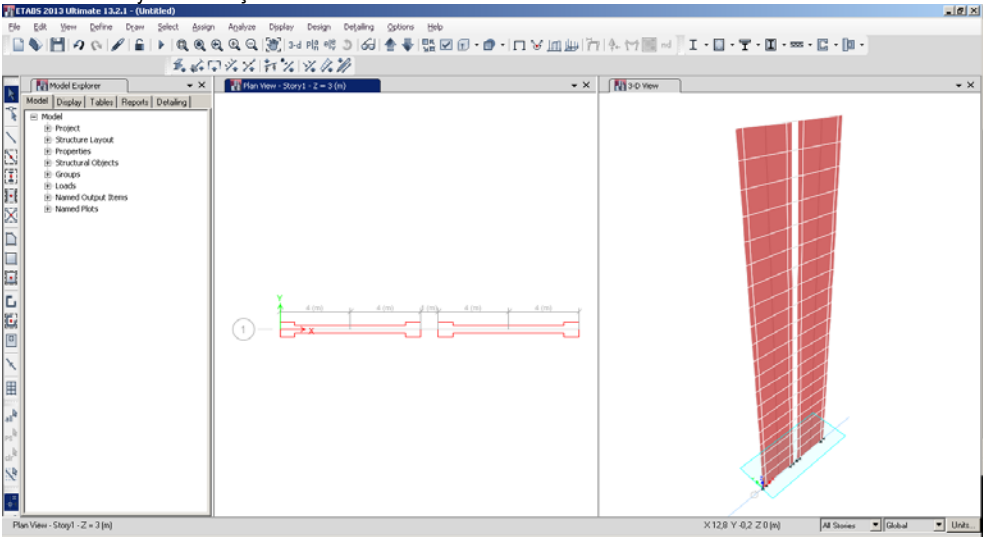 ETABS 2013 Ultimate 13.2.1 - (Untitled)
File Edit View Define Draw Select Assign Analyze Display Design Detailing Options Help
3-d
Model Explorer
Plan View - Story1 - Z = 3 (m)
3-D View
Model Display Tables Reports Detailing
Model
Project
Structure Layout
Properties
Structural Objects
Groups
Loads
Named Output Items
Named Plots
Y
4 (m) 4 (m) 1 (m) 4 (m) 4 (m)
1
X
Plan View - Story1 - Z = 3 (m)
X 12,8 Y -0,2 Z 0 (m)
All Stories
Global
Units...